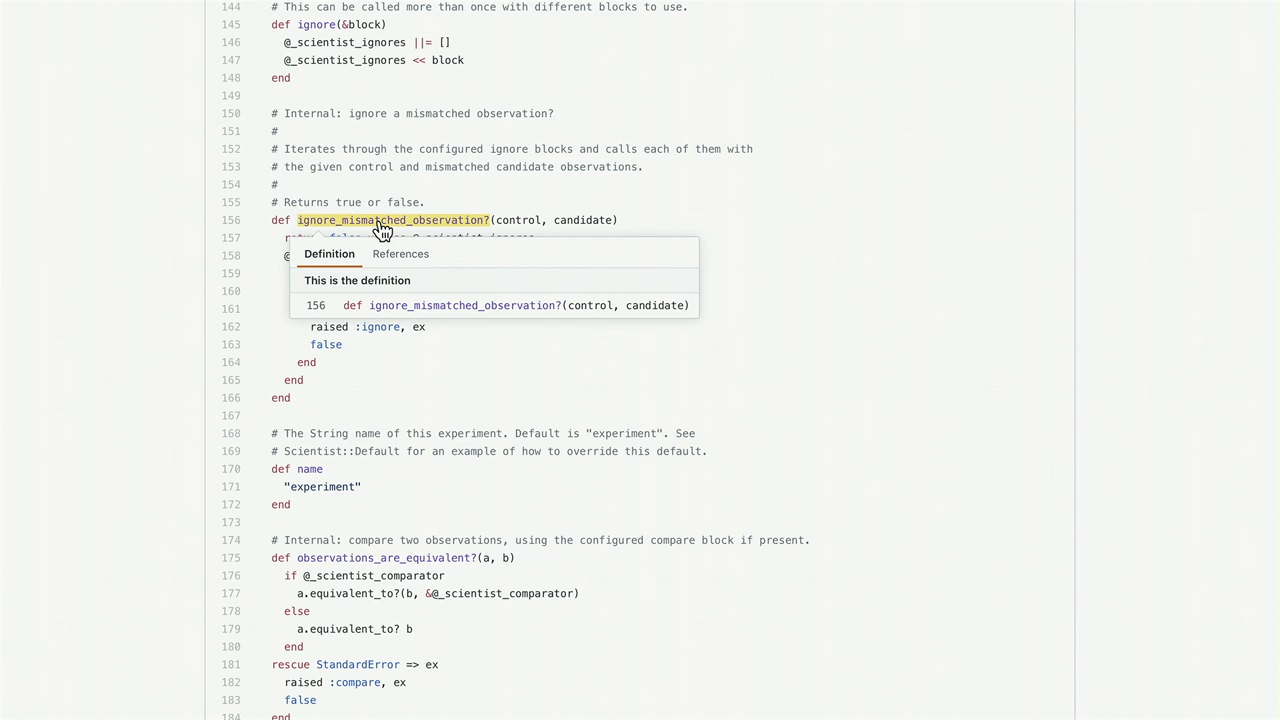 144 # This can be called more than once with different blocks to use.
145 def ignore(&block)
146 @_scientist_ignores ||= []
147 @_scientist_ignores << block
148 end
149
150 # Internal: ignore a mismatched observation?
151 #
152 # Iterates through the configured ignore blocks and calls each of them with
153 # the given control and mismatched candidate observations.
154 #
155 # Returns true or false.
156 def ignore_mismatched_observation?(control, candidate)
157
158 @
Definition References
159
This is the definition
160
156 def ignore_mismatched_observation?(control, candidate)
161
162 raised :ignore, ex
163 false
164 end
165 end
166 end
167
168 # The String name of this experiment. Default is "experiment". See
169 # Scientist::Default for an example of how to override this default.
170 def name
171 "experiment"
172 end
173
174 # Internal: compare two observations, using the configured compare block if present.
175 def observations_are_equivalent?(a, b)
176 if @_scientist_comparator
177 a.equivalent_to?(b, &@_scientist_comparator)
178 else
179 a.equivalent_to? b
180 end
181 rescue StandardError => ex
182 raised :compare, ex
183 false
184 end